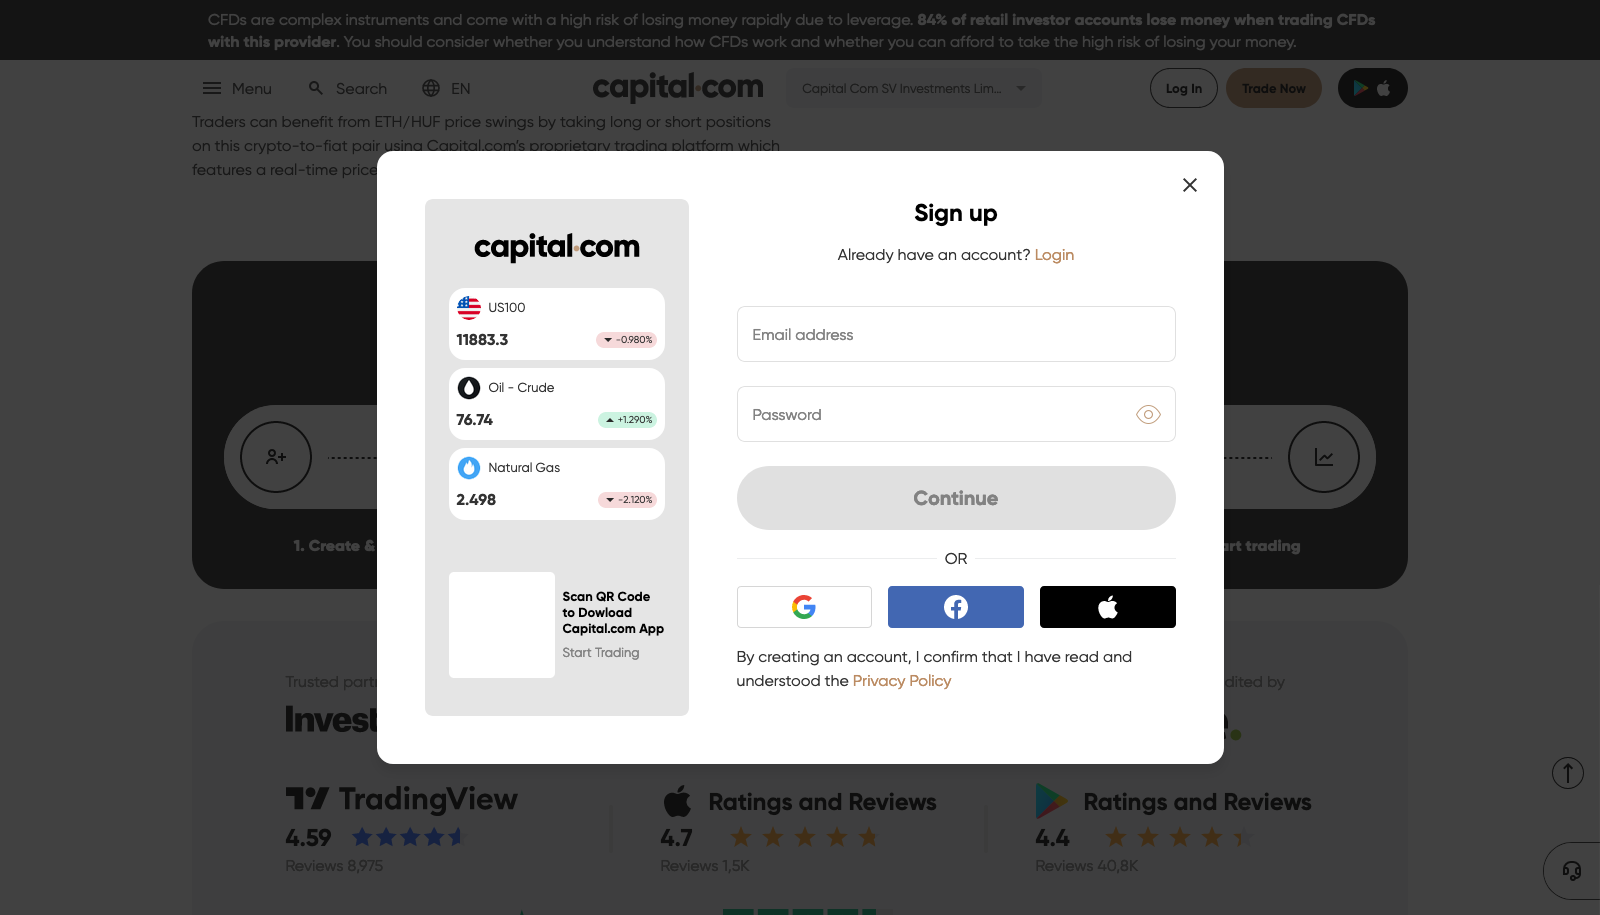 CFDs are complex instruments and come with a high risk of losing money rapidly due to leverage. 84% of retail investor accounts lose money when trading CFDs
with this provider. You should consider whether you understand how CFDs work and whether you can afford to take the high risk of losing your money.
Menu
Search
EN
capital.com
Capital Com SV Investments Lim...
Log In
Trade Now
Traders can benefit from ETH/HUF price swings by taking long or short positions
on this crypto-to-fiat pair using Capital.com's proprietary trading platform which
features a real-time price
capital.com
US100
11883.3
-0.980%
Oil - Crude
76.74
+1.290%
Natural Gas
2.498
-2.120%
Scan QR Code
to Dowload
Capital.com App
Start Trading
Sign up
Already have an account? Login
Email address
Password
Continue
OR
By creating an account, I confirm that I have read and
understood the Privacy Policy
1. Create &
art trading
Trusted part
dited by
Invest
TradingView
4.59
Reviews 8,975
Ratings and Reviews
4.7
Reviews 1,5K
Ratings and Reviews
4.4
Reviews 40,8K